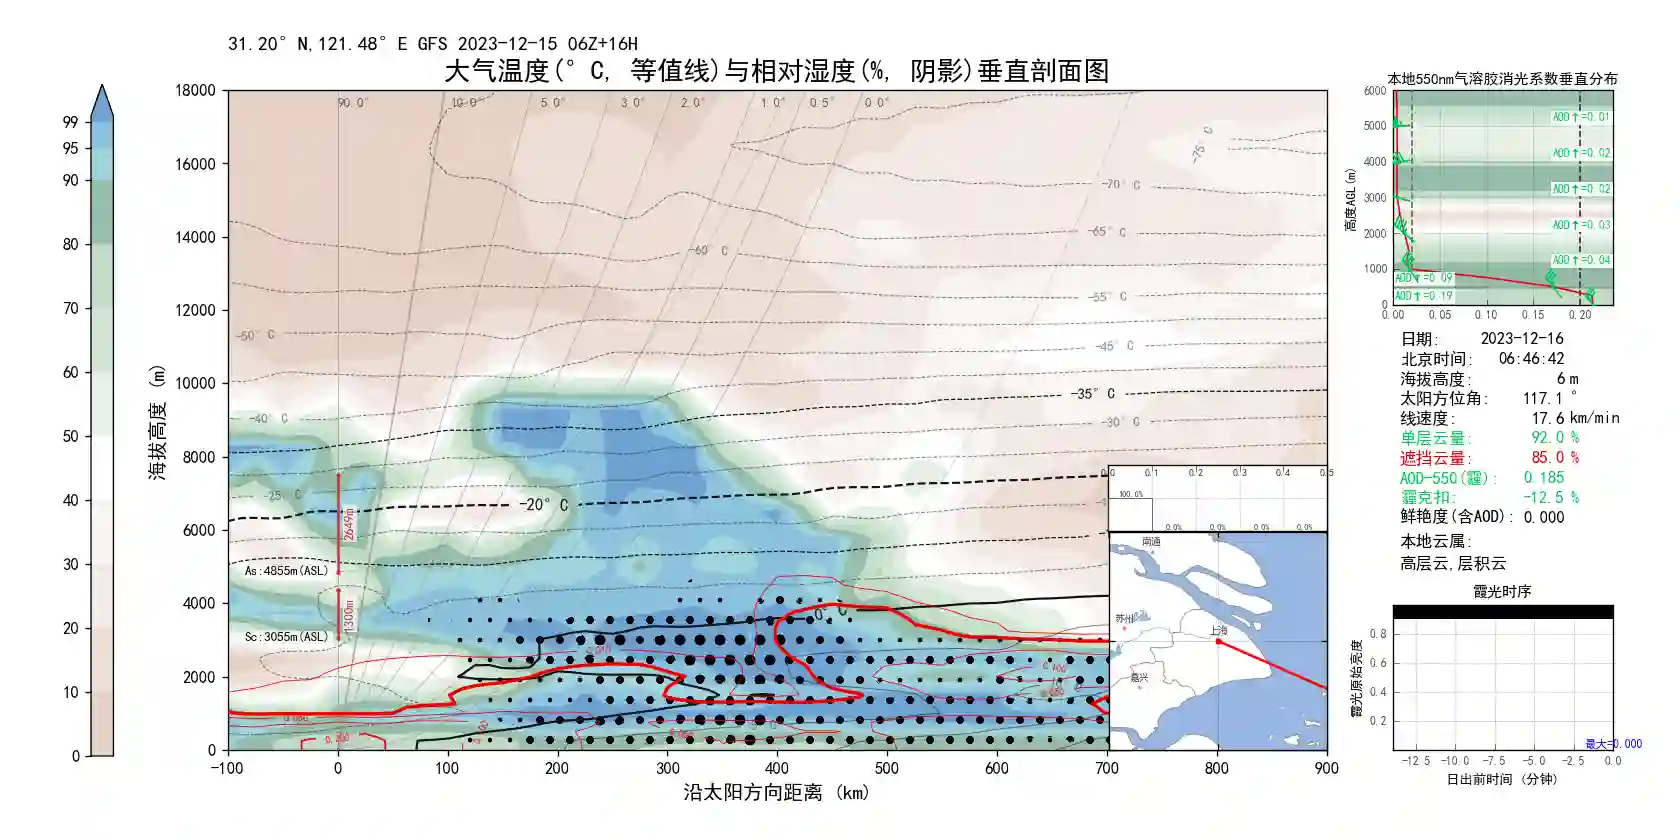 31.20° N,121.48° E GFS 2023-12-15 06Z+16H
大气温度(° C, 等值线)与相对湿度(%, 阴影)垂直剖面图
99
95
90
80
70
60
50
40
30
20
10
0
海拔高度 (m)
18000
16000
14000
12000
10000
8000
6000
4000
2000
0
90.0° 10.0° 5.0° 3.0° 2.0° 1.0° 0.5° 0.0°
-75° C
-70° C
-65° C
-60° C
-55° C
-50° C
-45° C
-40° C
-35° C
-30° C
-25° C
-20° C
0° C
2649m
As:4855m(ASL)
1300m
Sc:3055m(ASL)
0.010
0.100
0.050
0.200
-100 0 100 200 300 400 500 600 700 800 900
沿太阳方向距离 (km)
0.0 0.1 0.2 0.3 0.4 0.5
100.0%
0.0% 0.0% 0.0% 0.0%
南通
苏州
上海
嘉兴
本地550nm气溶胶消光系数垂直分布
高度AGL(m)
6000
5000
4000
3000
2000
1000
0
AOD↑=0.01
AOD↑=0.02
AOD↑=0.02
AOD↑=0.03
AOD↑=0.04
AOD↑=0.09
AOD↑=0.19
0.00 0.05 0.10 0.15 0.20
日期: 2023-12-16
北京时间: 06:46:42
海拔高度: 6 m
太阳方位角: 117.1 °
线速度: 17.6 km/min
单层云量: 92.0 %
遮挡云量: 85.0 %
AOD-550(霾): 0.185
霾克扣: -12.5 %
鲜艳度(含AOD): 0.000
本地云属:
高层云,层积云
霞光时序
霞光原始亮度
0.8
0.6
0.4
0.2
最大=0.000
-12.5 -10.0 -7.5 -5.0 -2.5 0.0
日出前时间 (分钟)